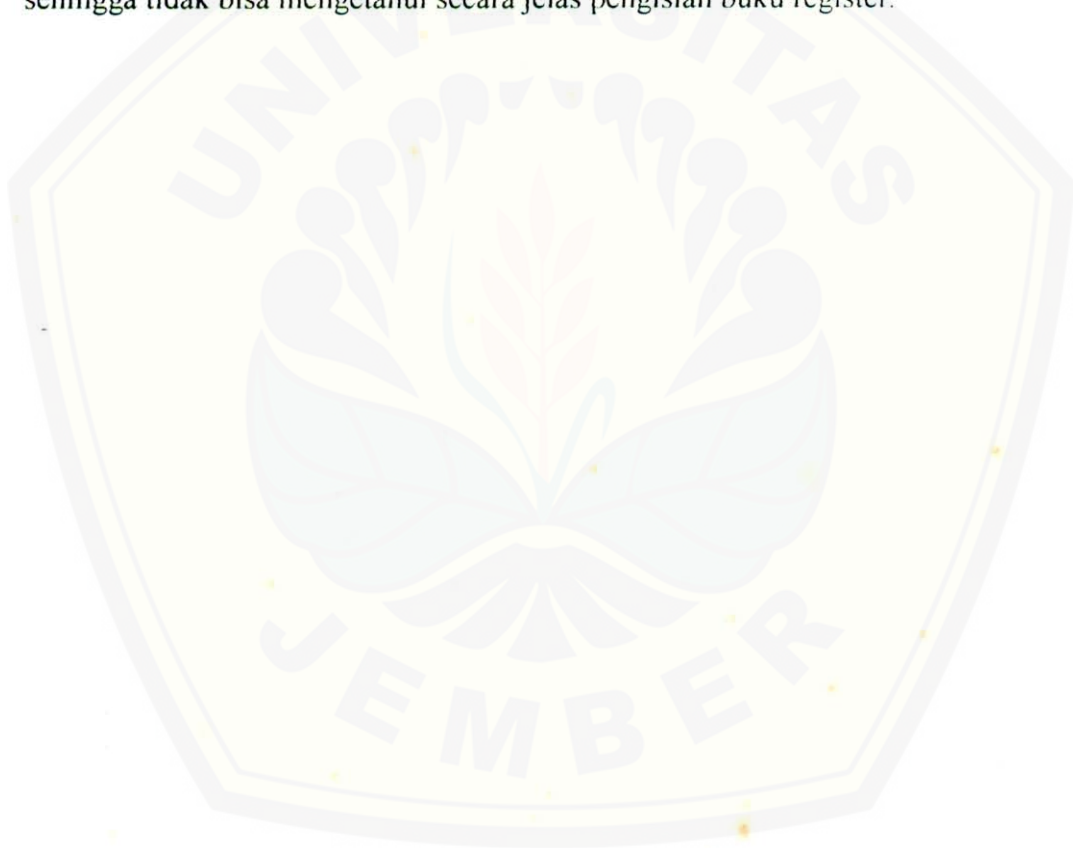 sehingga tidak bisa mengetahui secara jelas pengisian buku register.
UNIVERSITAS
JEMBER